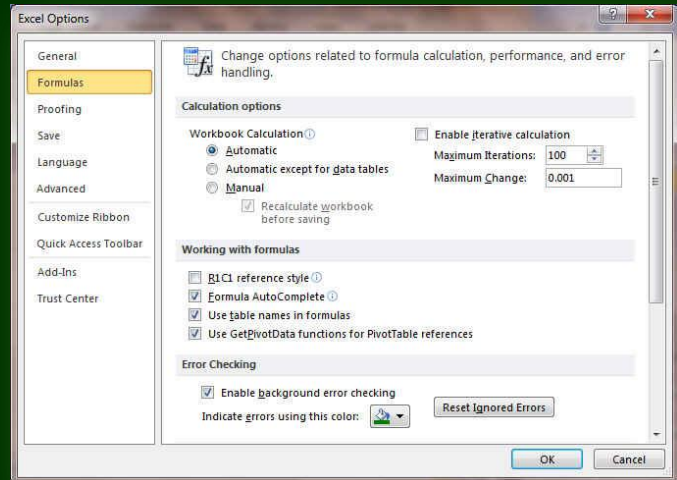 Excel Options
General
Formulas
Proofing
Save
Language
Advanced
Customize Ribbon
Quick Access Toolbar
Add-Ins
Trust Center
Change options related to formula calculation, performance, and error
handling.
Calculation options
Workbook Calculation
Automatic
Automatic except for data tables
Manual
Recalculate workbook
before saving
Enable iterative calculation
Maximum Iterations: 100
Maximum Change: 0.001
Working with formulas
R1C1 reference style
Formula AutoComplete
Use table names in formulas
Use GetPivotData functions for PivotTable references
Error Checking
Enable background error checking
Indicate errors using this color:
Reset Ignored Errors
OK
Cancel